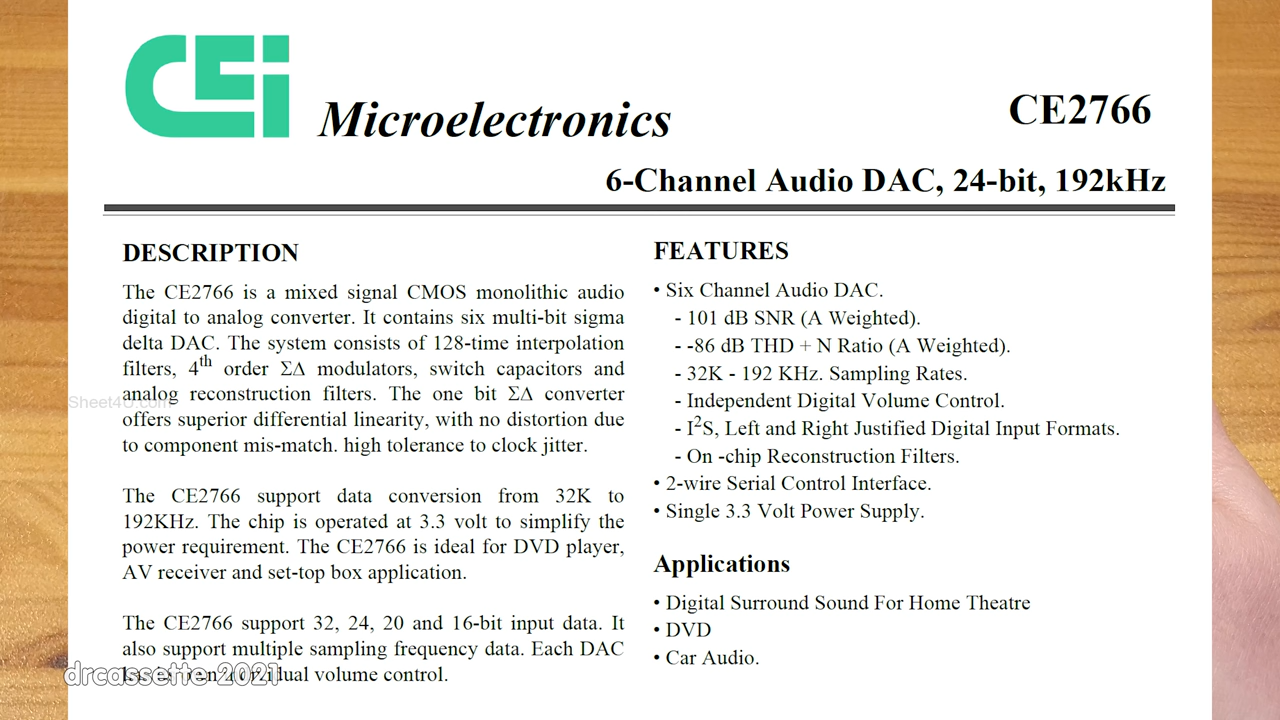 CEi Microelectronics
CE2766
6-Channel Audio DAC, 24-bit, 192kHz
DESCRIPTION
The CE2766 is a mixed signal CMOS monolithic audio
digital to analog converter. It contains six multi-bit sigma
delta DAC. The system consists of 128-time interpolation
filters, 4th order ΣΔ modulators, switch capacitors and
analog reconstruction filters. The one bit ΣΔ converter
offers superior differential linearity, with no distortion due
to component mis-match. high tolerance to clock jitter.
The CE2766 support data conversion from 32K to
192KHz. The chip is operated at 3.3 volt to simplify the
power requirement. The CE2766 is ideal for DVD player,
AV receiver and set-top box application.
The CE2766 support 32, 24, 20 and 16-bit input data. It
also support multiple sampling frequency data. Each DAC
volume control.
FEATURES
• Six Channel Audio DAC.
- 101 dB SNR (A Weighted).
- -86 dB THD + N Ratio (A Weighted).
- 32K - 192 KHz. Sampling Rates.
- Independent Digital Volume Control.
- I2S, Left and Right Justified Digital Input Formats.
- On -chip Reconstruction Filters.
• 2-wire Serial Control Interface.
• Single 3.3 Volt Power Supply.
Applications
• Digital Surround Sound For Home Theatre
• DVD
• Car Audio.
Sheet4U.com
drcassette 2021